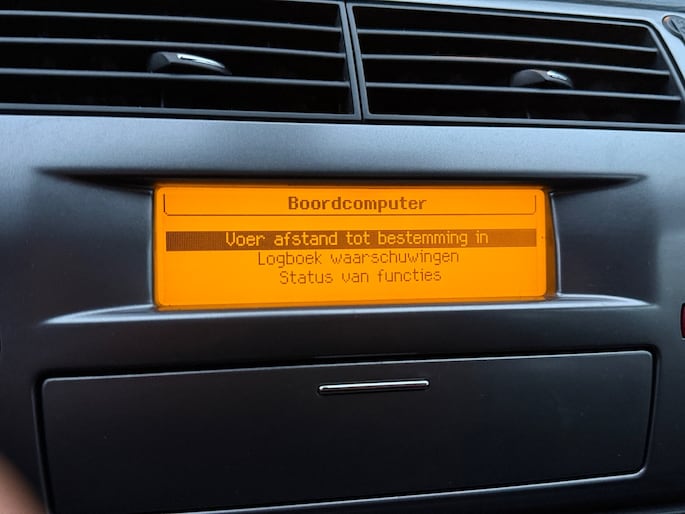 Boordcomputer
Voer afstand tot bestemming in
Logboek waarschuwingen
Status van functies